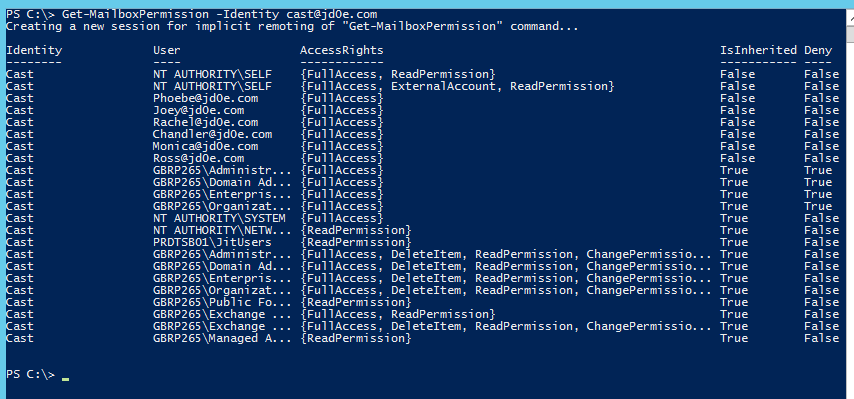 PS C:\> Get-MailboxPermission -Identity cast@jd0e.com
Creating a new session for implicit remoting of "Get-MailboxPermission" command...
Identity User AccessRights IsInherited Deny
-------- ---- ------------ ----------- ----
Cast NT AUTHORITY\SELF {FullAccess, ReadPermission} False False
Cast NT AUTHORITY\SELF {FullAccess, ExternalAccount, ReadPermission} False False
Cast Phoebe@jd0e.com {FullAccess} False False
Cast Joey@jd0e.com {FullAccess} False False
Cast Rachel@jd0e.com {FullAccess} False False
Cast Chandler@jd0e.com {FullAccess} False False
Cast Monica@jd0e.com {FullAccess} False False
Cast Ross@jd0e.com {FullAccess} False False
Cast GBRP265\Administr... {FullAccess} True True
Cast GBRP265\Domain Ad... {FullAccess} True True
Cast GBRP265\Enterpris... {FullAccess} True True
Cast GBRP265\Organizat... {FullAccess} True True
Cast NT AUTHORITY\SYSTEM {FullAccess} True False
Cast NT AUTHORITY\NETW... {ReadPermission} True False
Cast PRDTSB01\JitUsers {ReadPermission} True False
Cast GBRP265\Administr... {FullAccess, DeleteItem, ReadPermission, ChangePermissio... True False
Cast GBRP265\Domain Ad... {FullAccess, DeleteItem, ReadPermission, ChangePermissio... True False
Cast GBRP265\Enterpris... {FullAccess, DeleteItem, ReadPermission, ChangePermissio... True False
Cast GBRP265\Organizat... {FullAccess, DeleteItem, ReadPermission, ChangePermissio... True False
Cast GBRP265\Public Fo... {ReadPermission} True False
Cast GBRP265\Exchange ... {FullAccess, ReadPermission} True False
Cast GBRP265\Exchange ... {FullAccess, DeleteItem, ReadPermission, ChangePermissio... True False
Cast GBRP265\Managed A... {ReadPermission} True False
PS C:\>